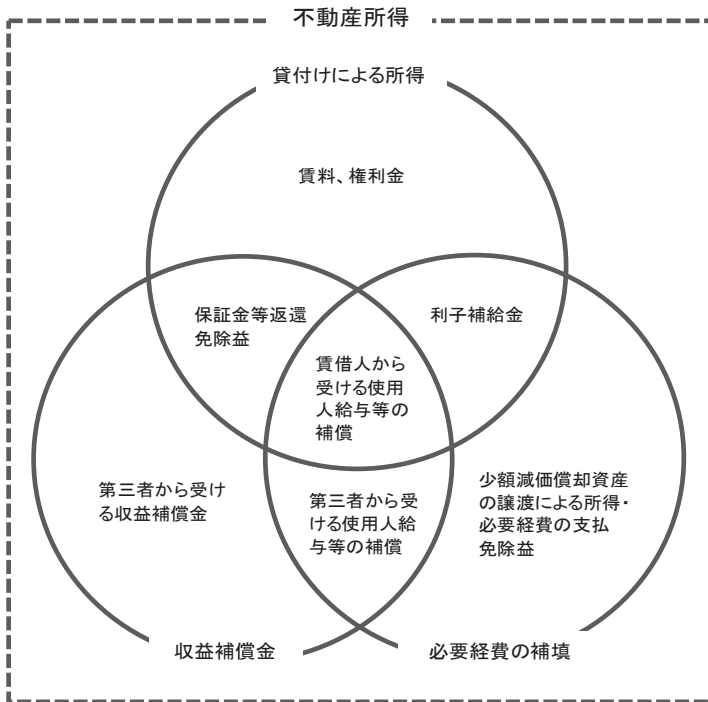 不動産所得
貸付けによる所得
賃料、権利金
保証金等返還
免除益
利子補給金
賃借人から
受ける使用
人給与等の
補償
第三者から受け
る収益補償金
第三者から受
ける使用人給
与等の補償
少額減価償却資産
の譲渡による所得・
必要経費の支払
免除益
収益補償金
必要経費の補填